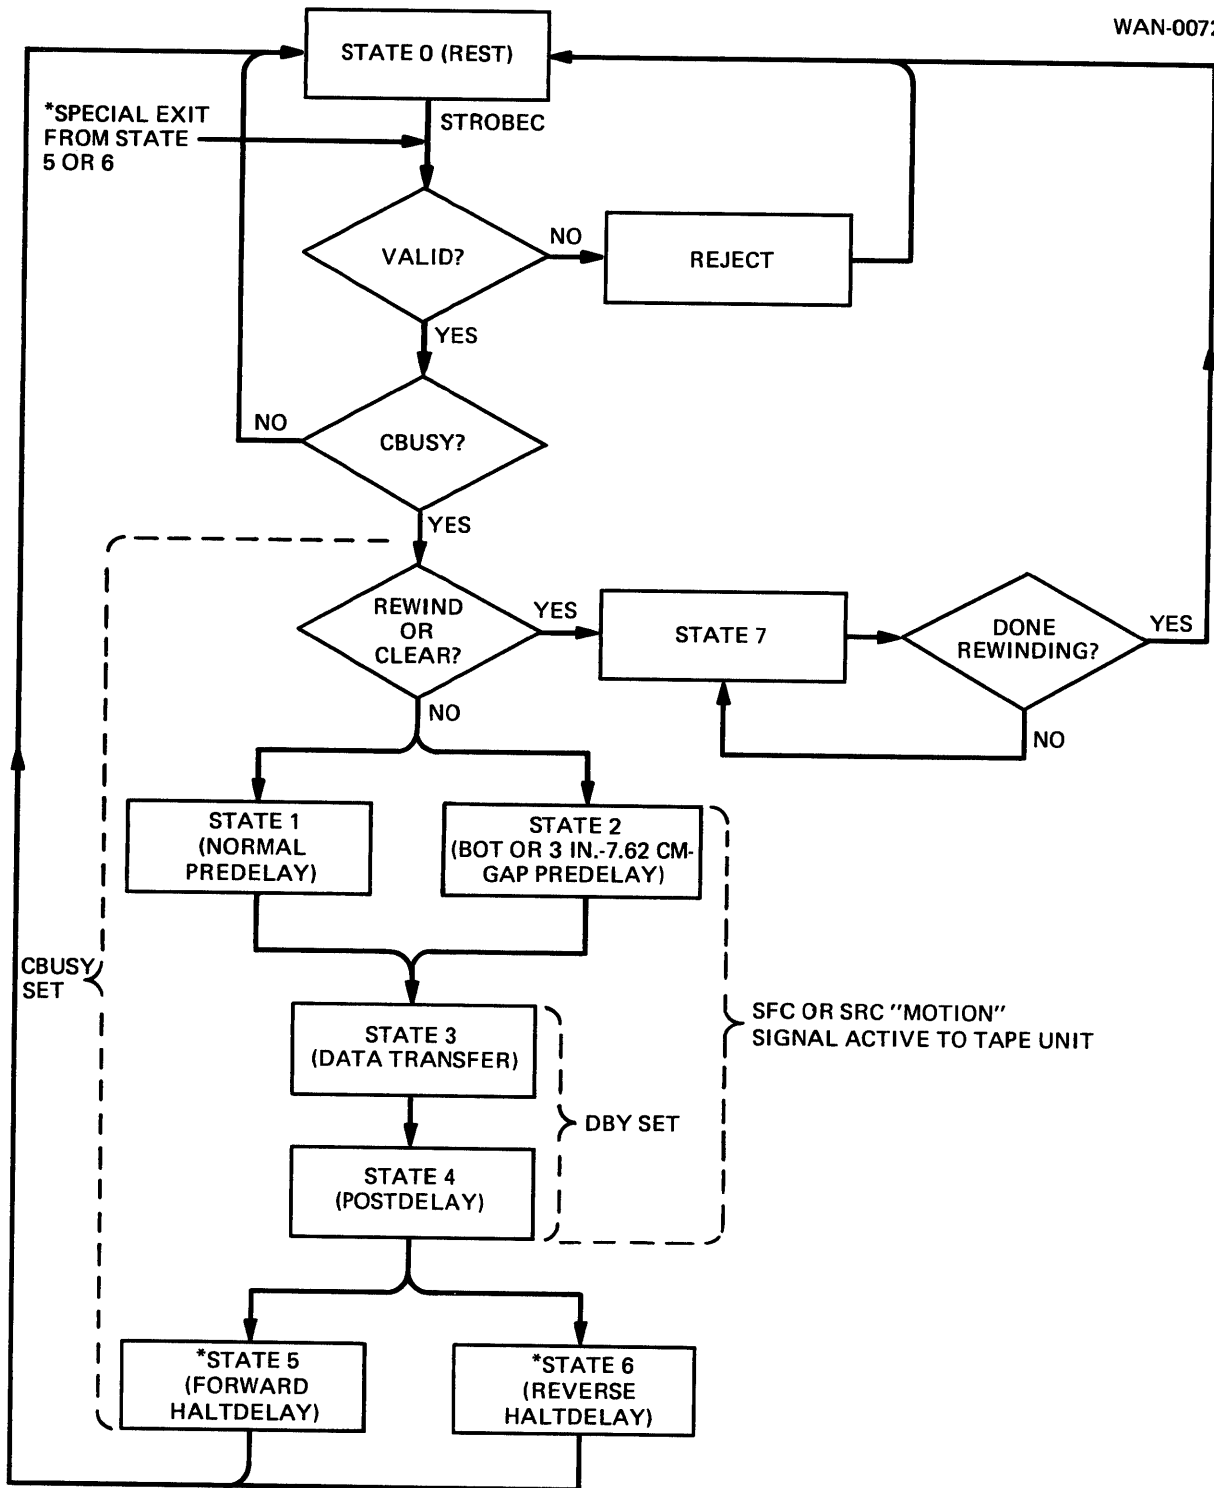 WAN-0072
STATE 0 (REST)
*SPECIAL EXIT
FROM STATE
5 OR 6
STROBEC
VALID?
NO
REJECT
YES
NO
CBUSY?
YES
REWIND
OR
CLEAR?
YES
STATE 7
DONE
REWINDING?
YES
NO
NO
STATE 1
(NORMAL
PREDELAY)
STATE 2
(BOT OR 3 IN.-7.62 CM-
GAP PREDELAY)
CBUSY
SET
STATE 3
(DATA TRANSFER)
SFC OR SRC "MOTION"
SIGNAL ACTIVE TO TAPE UNIT
DBY SET
STATE 4
(POSTDELAY)
*STATE 5
(FORWARD
HALTDELAY)
*STATE 6
(REVERSE
HALTDELAY)